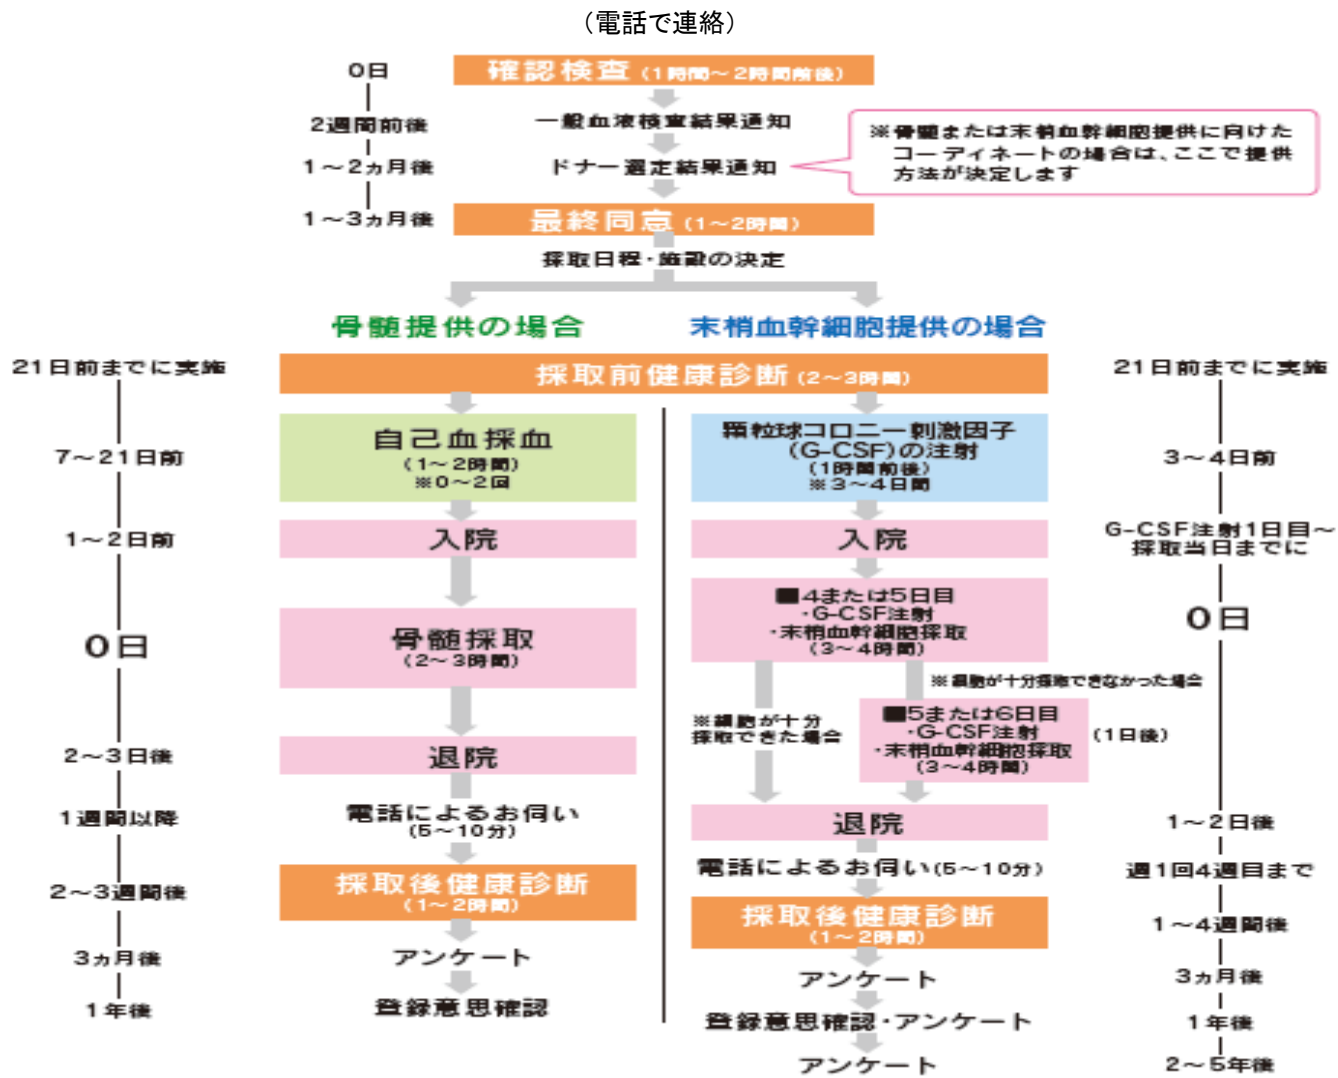 （電話で連絡）
0日
確認検査（1時間～2時間前後）
2週間前後
一般血液検査結果通知
1～2ヵ月後
ドナー選定結果通知
※骨髄または末梢血幹細胞提供に向けた
コーディネートの場合は、ここで提供
方法が決定します
1～3ヵ月後
最終同意（1～2時間）
採取日程・施設の決定
骨髄提供の場合
末梢血幹細胞提供の場合
21日前までに実施
採取前健康診断（2～3時間）
21日前までに実施
7～21日前
自己血採血
（1～2時間）
※0～2回
顆粒球コロニー刺激因子
（G-CSF）の注射
（1時間前後）
※3～4日間
3～4日前
1～2日前
入院
入院
G-CSF注射1日目～
採取当日までに
0日
骨髄採取
（2～3時間）
■4または5日目
・G-CSF注射
・末梢血幹細胞採取
（3～4時間）
0日
※細胞が十分採取できなかった場合
※細胞が十分
採取できた場合
■5または6日目
・G-CSF注射
・末梢血幹細胞採取
（3～4時間）
（1日後）
2～3日後
退院
退院
1～2日後
1週間以降
電話によるお伺い
（5～10分）
電話によるお伺い（5～10分）
週1回4週目まで
2～3週間後
採取後健康診断
（1～2時間）
採取後健康診断
（1～2時間）
1～4週間後
3ヵ月後
アンケート
アンケート
3ヵ月後
1年後
登録意思確認
登録意思確認・アンケート
1年後
アンケート
2～5年後